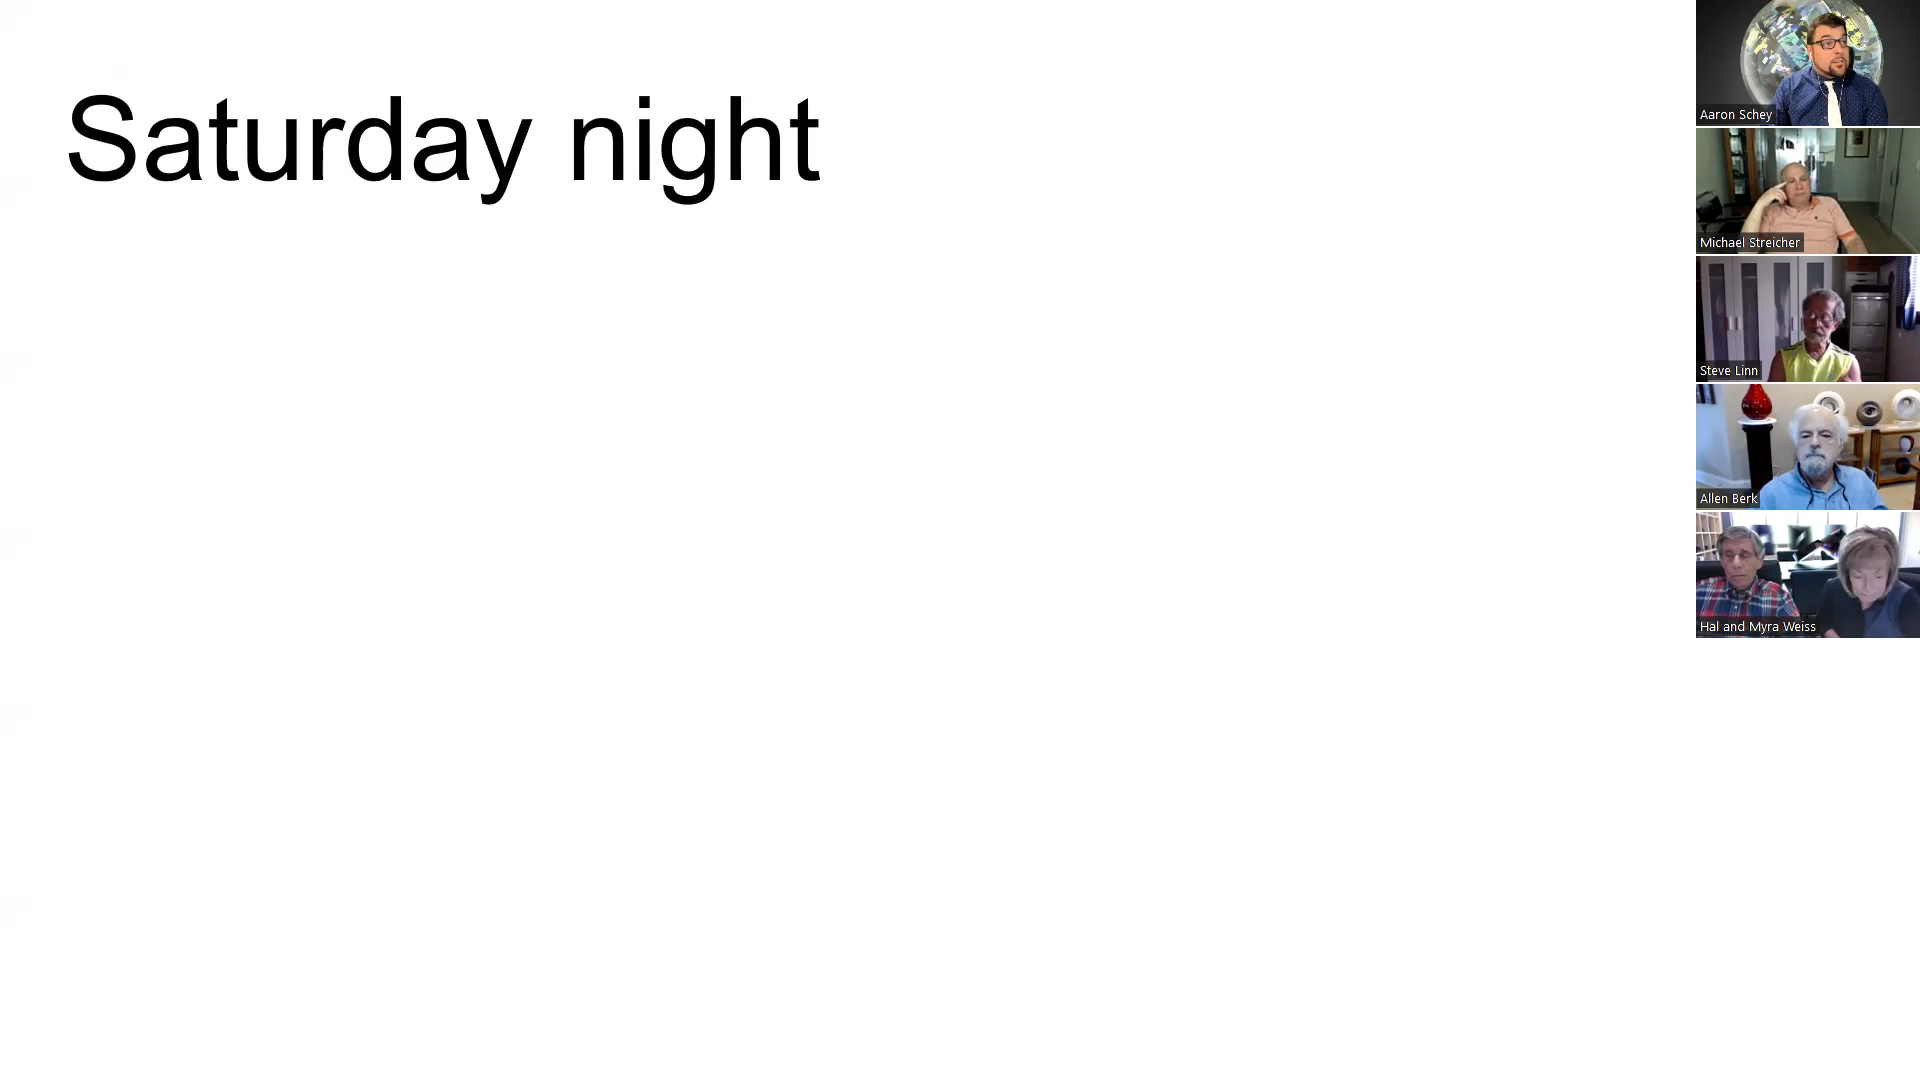 Saturday night
Aaron Schey
Michael Streicher
Steve Linn
Allen Berk
Hal and Myra Weiss